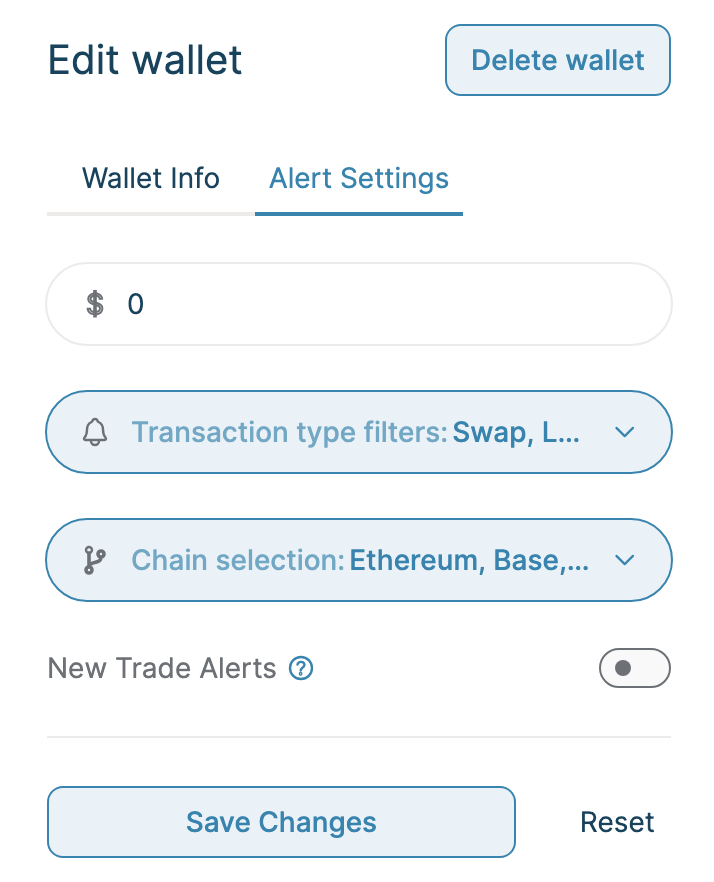 Edit wallet
Delete wallet
Wallet Info
Alert Settings
$ 0
Transaction type filters: Swap, L...
Chain selection: Ethereum, Base,...
New Trade Alerts ?
Save Changes
Reset